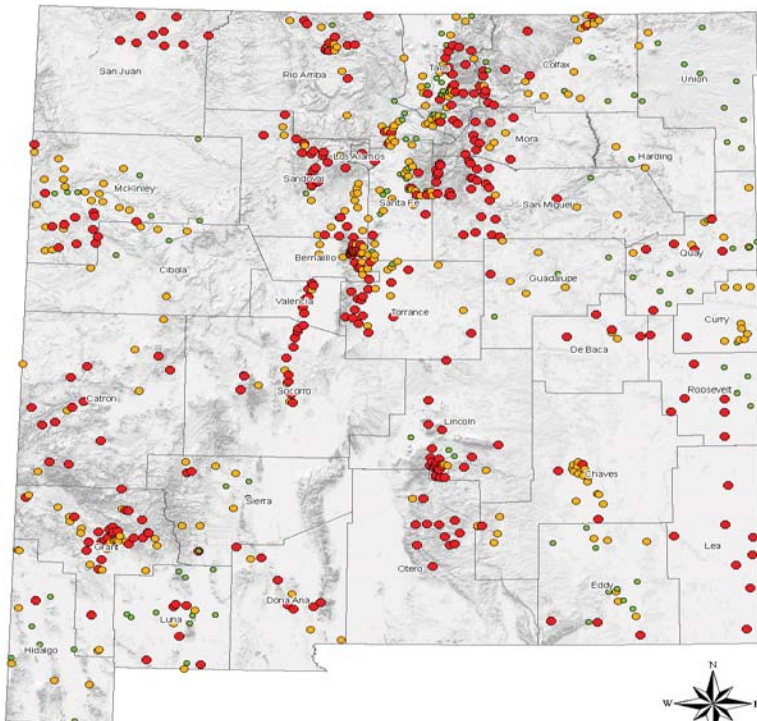 San Juan
Rio Arriba
Taos
Colfax
Union
Mora
Harding
Los Alamos
McKinley
Sandoval
Santa Fe
San Miguel
Bernalillo
Quay
Cibola
Guadalupe
Valencia
Torrance
Curry
De Baca
Roosevelt
Catron
Socorro
Lincoln
Chaves
Sierra
Grant
Lea
Otero
Eddy
Dona Ana
Luna
Hidalgo
N
W
E